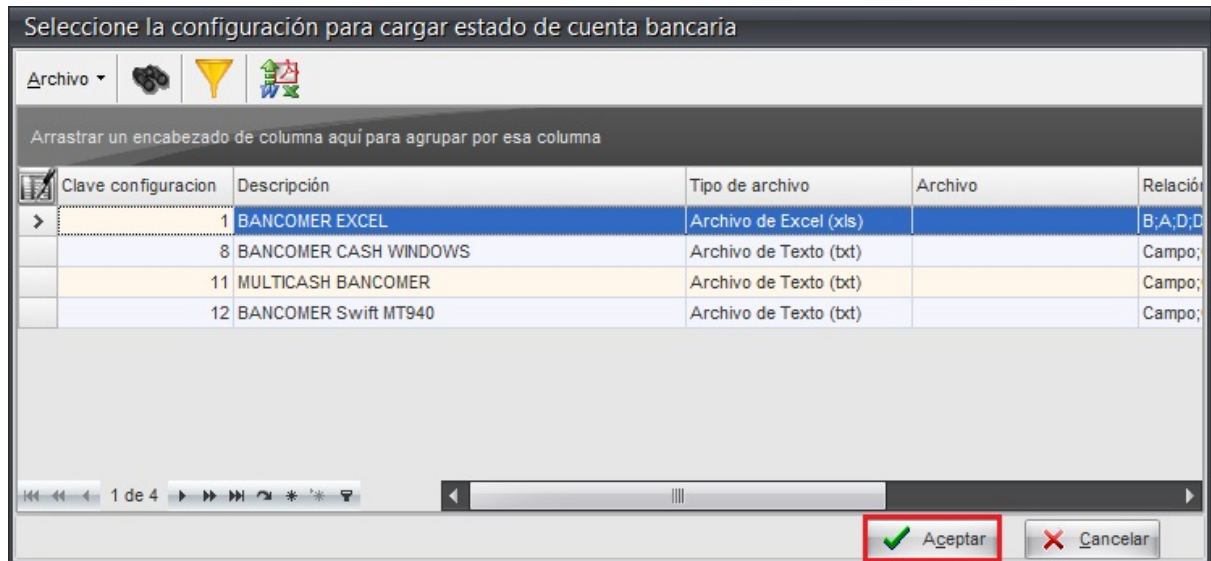 Seleccione la configuración para cargar estado de cuenta bancaria
Archivo
Arrastrar un encabezado de columna aquí para agrupar por esa columna
Clave configuracion Descripción Tipo de archivo Archivo Relación
1 BANCOMER EXCEL Archivo de Excel (xls) B;A;D;D
8 BANCOMER CASH WINDOWS Archivo de Texto (txt) Campo;
11 MULTICASH BANCOMER Archivo de Texto (txt) Campo;
12 BANCOMER Swift MT940 Archivo de Texto (txt) Campo;
1 de 4
Aceptar Cancelar